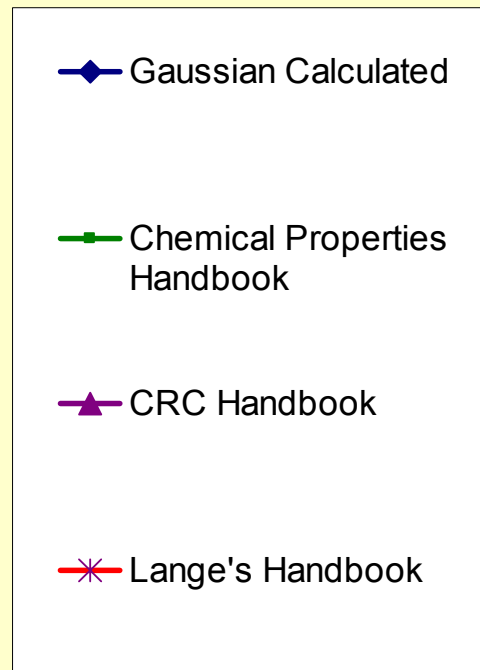 Gaussian Calculated
Chemical Properties
Handbook
CRC Handbook
Lange's Handbook